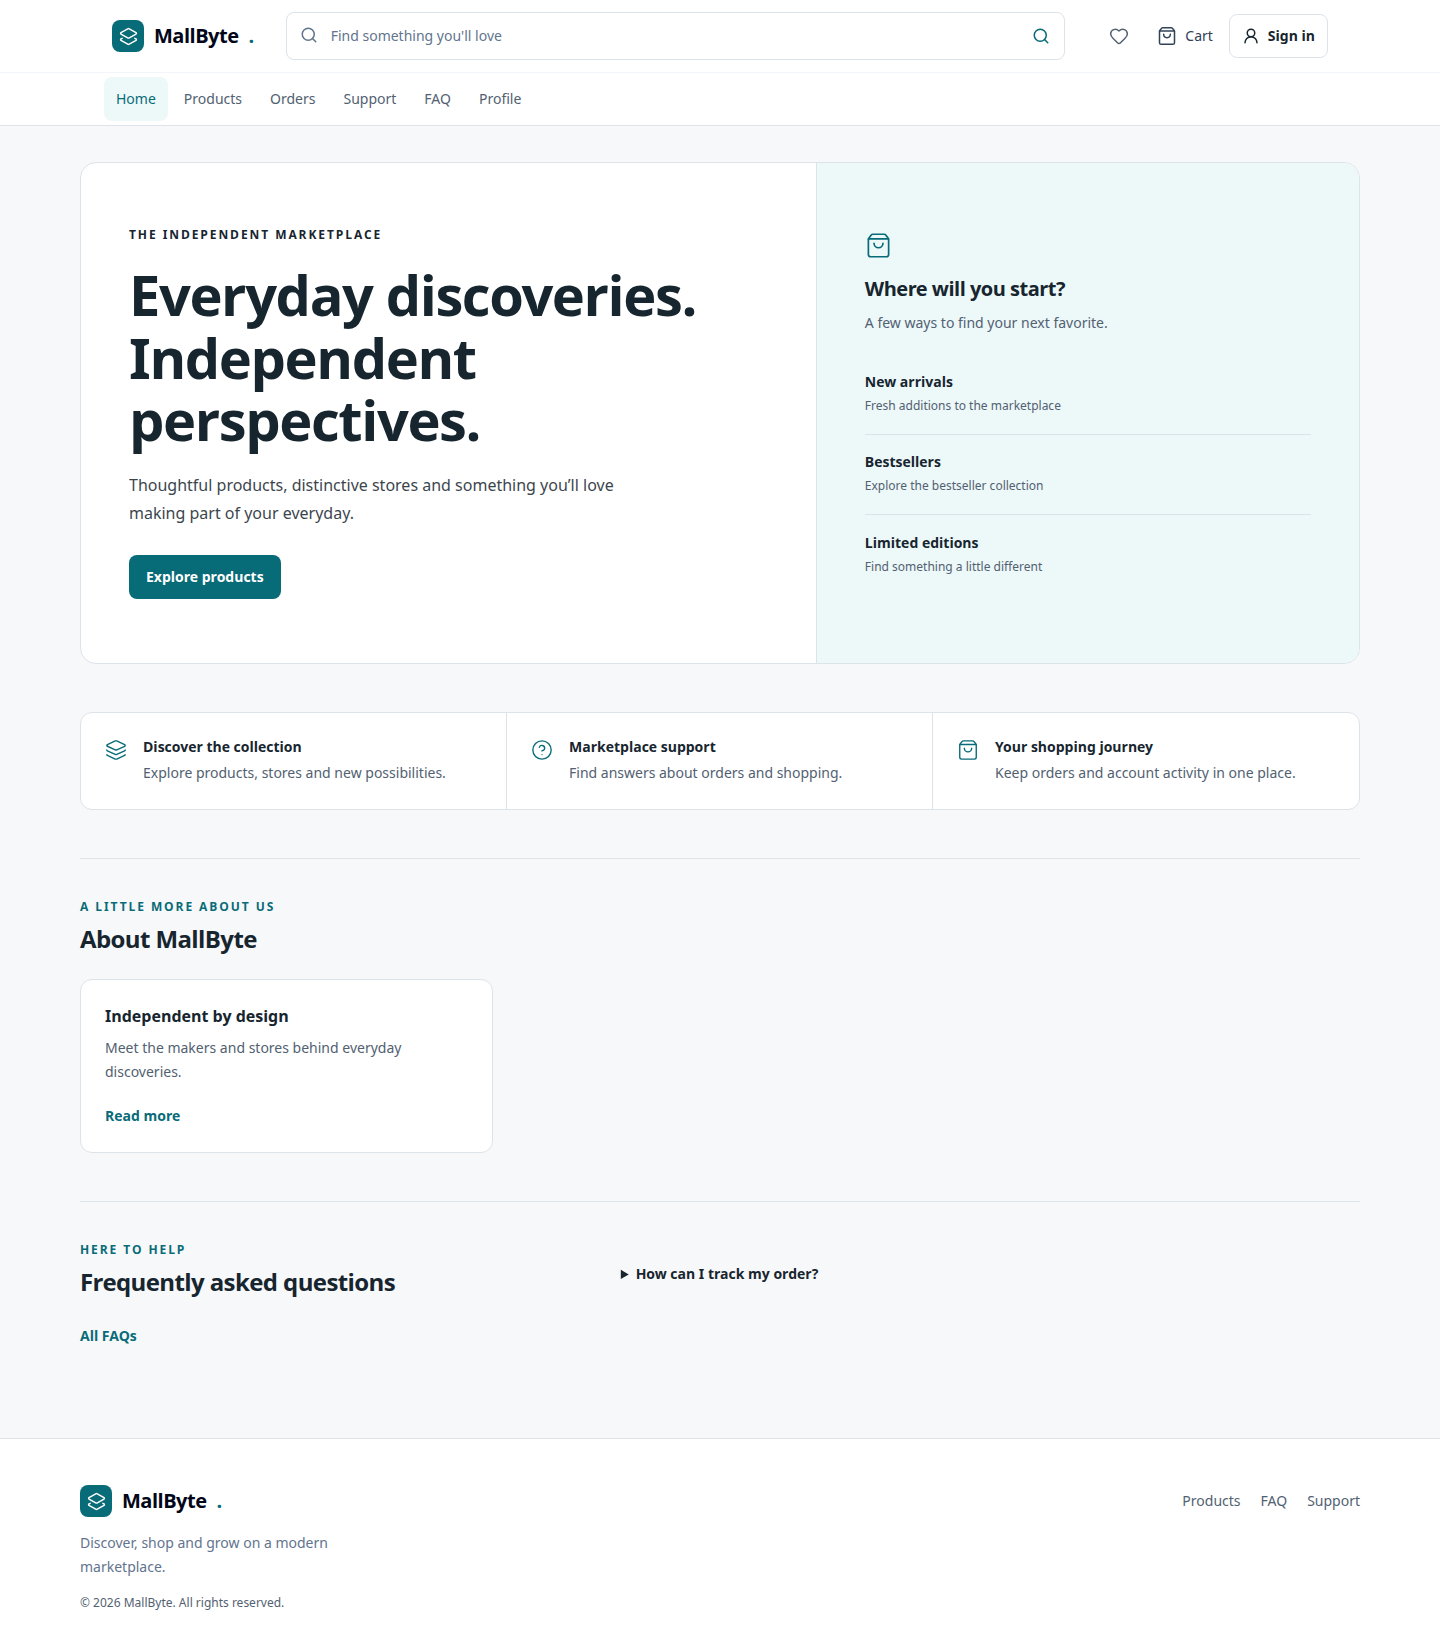 MallByte .
Find something you'll love
Cart
Sign in
Home
Products
Orders
Support
FAQ
Profile
THE INDEPENDENT MARKETPLACE
Everyday discoveries.
Independent
perspectives.
Thoughtful products, distinctive stores and something you’ll love
making part of your everyday.
Explore products
Where will you start?
A few ways to find your next favorite.
New arrivals
Fresh additions to the marketplace
Bestsellers
Explore the bestseller collection
Limited editions
Find something a little different
Discover the collection
Explore products, stores and new possibilities.
Marketplace support
Find answers about orders and shopping.
Your shopping journey
Keep orders and account activity in one place.
A LITTLE MORE ABOUT US
About MallByte
Independent by design
Meet the makers and stores behind everyday
discoveries.
Read more
HERE TO HELP
Frequently asked questions
All FAQs
How can I track my order?
MallByte .
Discover, shop and grow on a modern
marketplace.
© 2026 MallByte. All rights reserved.
Products
FAQ
Support